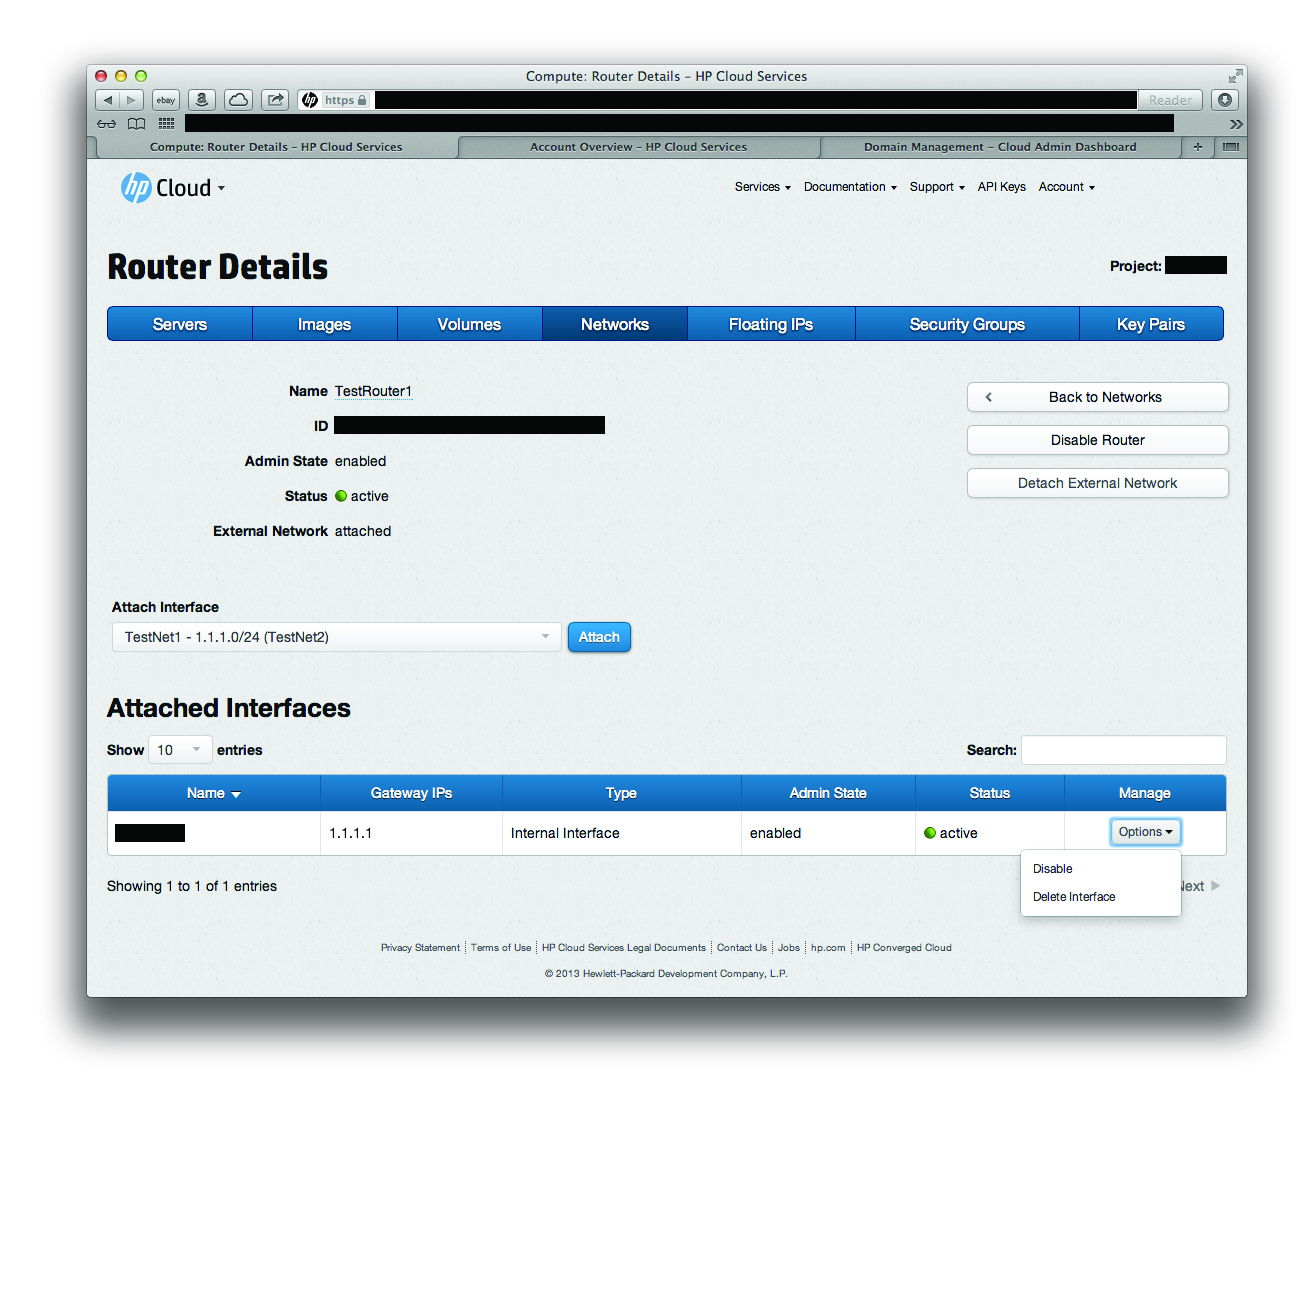 Compute: Router Details – HP Cloud Services
ebay a hp https Reader
Compute: Router Details – HP Cloud Services Account Overview – HP Cloud Services Domain Management – Cloud Admin Dashboard +
hp Cloud Services Documentation Support API Keys Account
Router Details Project:
Servers Images Volumes Networks Floating IPs Security Groups Key Pairs
Name TestRouter1
Back to Networks
ID
Disable Router
Admin State enabled
Detach External Network
Status active
External Network attached
Attach Interface
TestNet1 - 1.1.1.0/24 (TestNet2) Attach
Attached Interfaces
Show 10 entries Search:
Name Gateway IPs Type Admin State Status Manage
1.1.1.1 Internal Interface enabled active Options
Disable
Showing 1 to 1 of 1 entries Next
Delete Interface
Privacy Statement Terms of Use HP Cloud Services Legal Documents Contact Us Jobs hp.com HP Converged Cloud
© 2013 Hewlett-Packard Development Company, L.P.